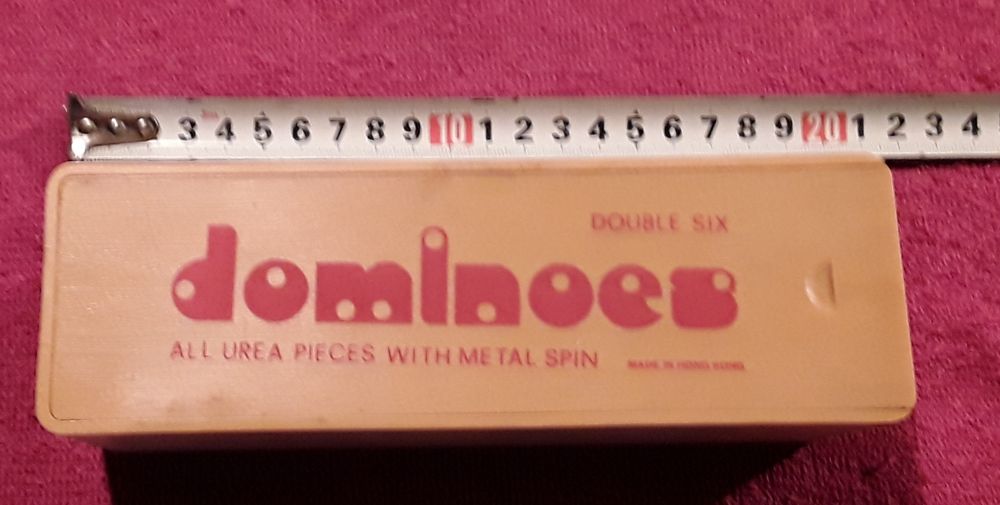 3 4 5 6 7 8 9 10 1 2 3 4 5 6 7 8 9 20 1 2 3 4
DOUBLE SIX
dominoes
ALL UREA PIECES WITH METAL SPIN
MADE IN HONG KONG